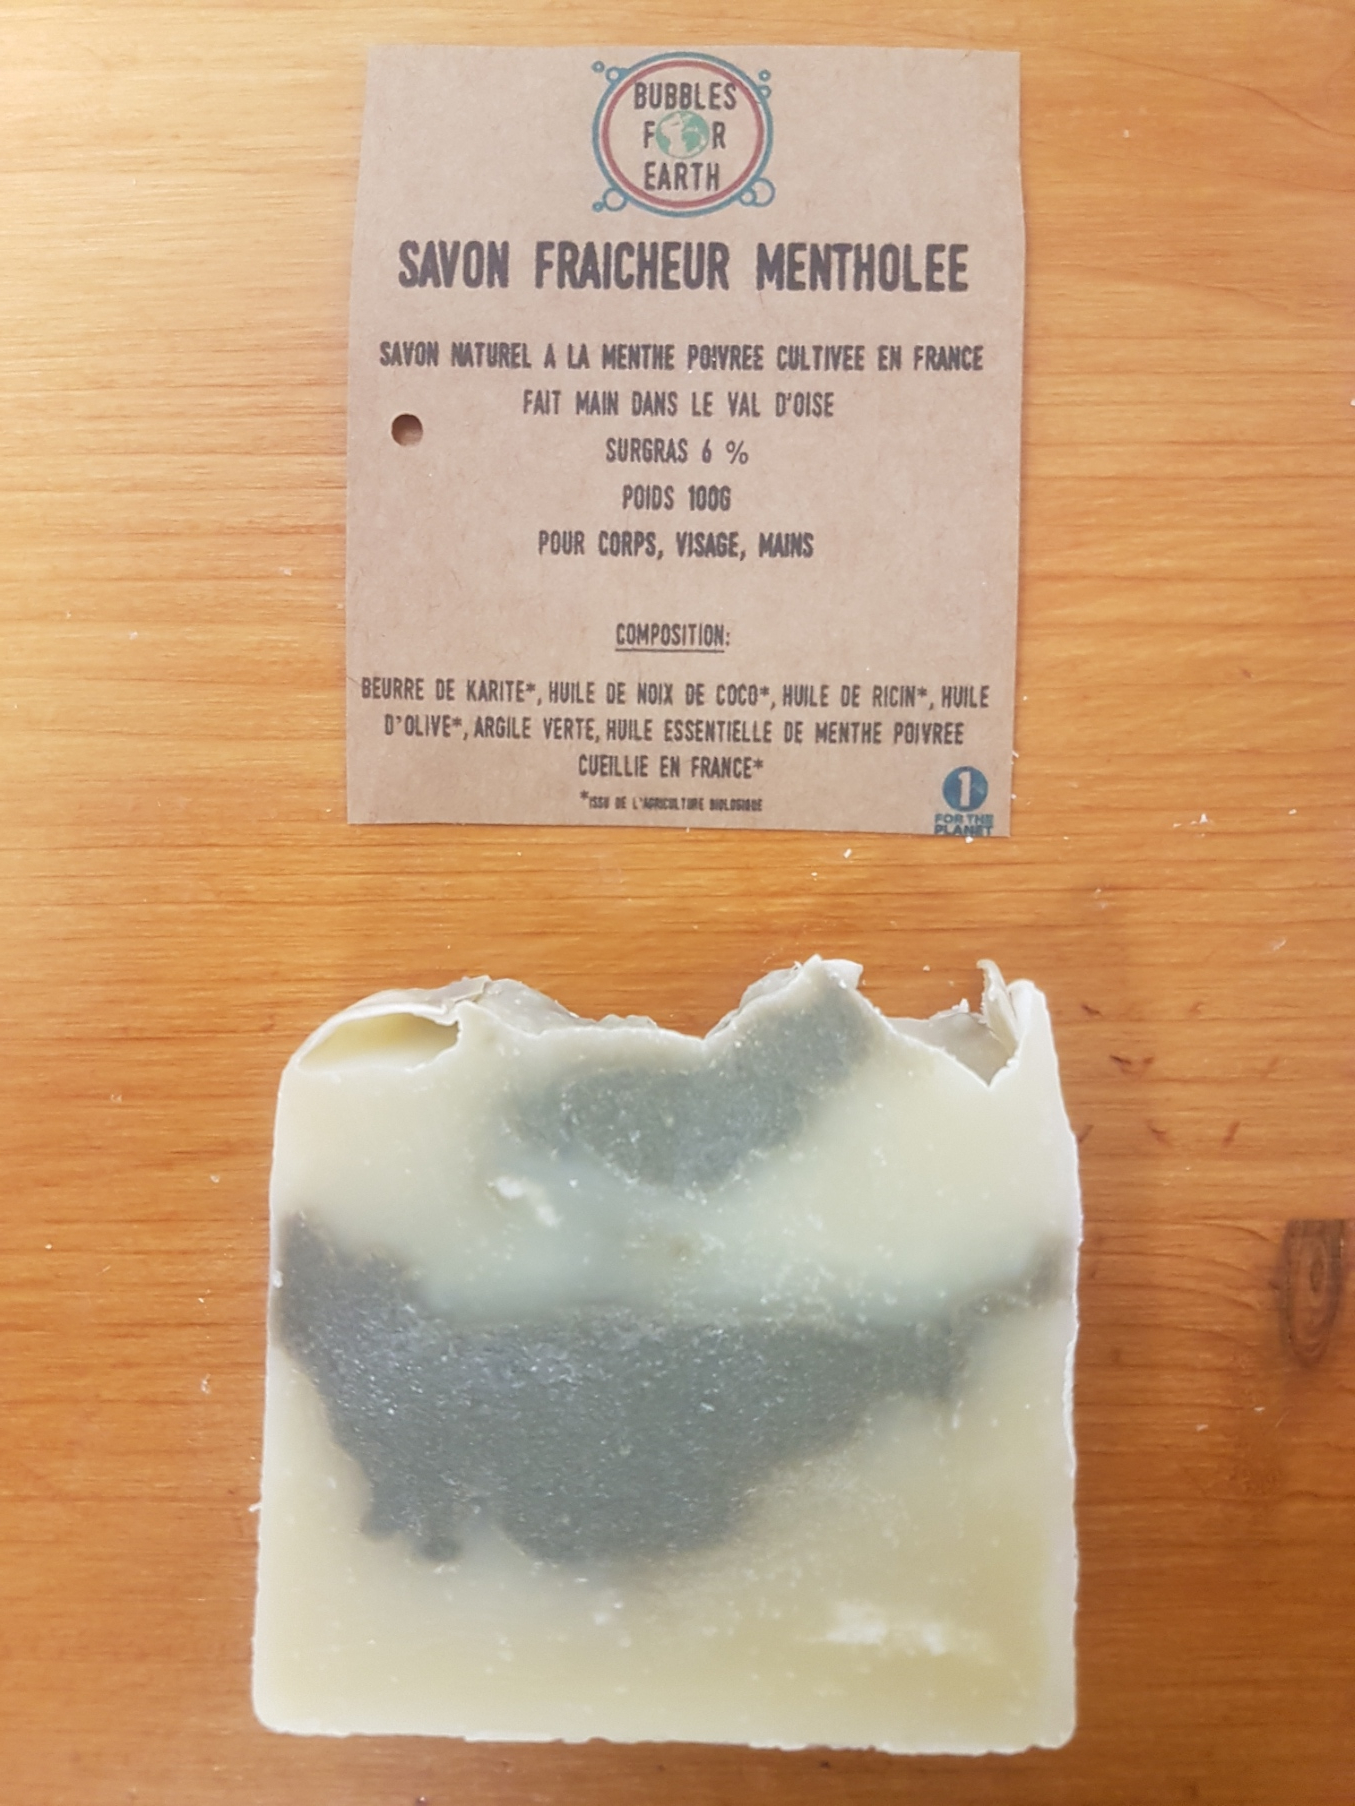 BUBBLES
FOR
EARTH
SAVON FRAICHEUR MENTHOLEE
SAVON NATUREL A LA MENTHE POIVREE CULTIVEE EN FRANCE
FAIT MAIN DANS LE VAL D'OISE
SURGRAS 6 %
POIDS 100G
POUR CORPS, VISAGE, MAINS
COMPOSITION:
BEURRE DE KARITE*, HUILE DE NOIX DE COCO*, HUILE DE RICIN*, HUILE
D'OLIVE*, ARGILE VERTE, HUILE ESSENTIELLE DE MENTHE POIVREE
CUEILLIE EN FRANCE*
*ISSU DE L'AGRICULTURE BIOLOGIQUE
1%
FOR THE
PLANET